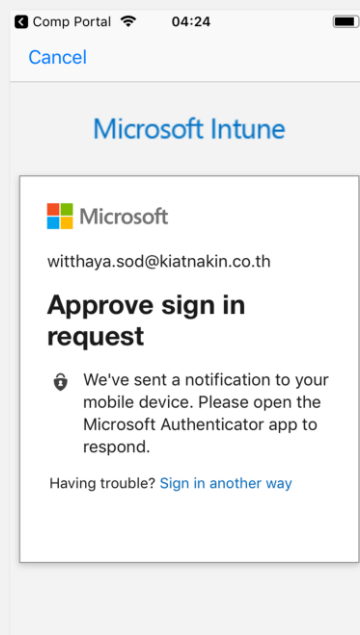 Comp Portal 04:24
Cancel
Microsoft Intune
Microsoft
witthaya.sod@kiatnakin.co.th
Approve sign in
request
We've sent a notification to your
mobile device. Please open the
Microsoft Authenticator app to
respond.
Having trouble? Sign in another way